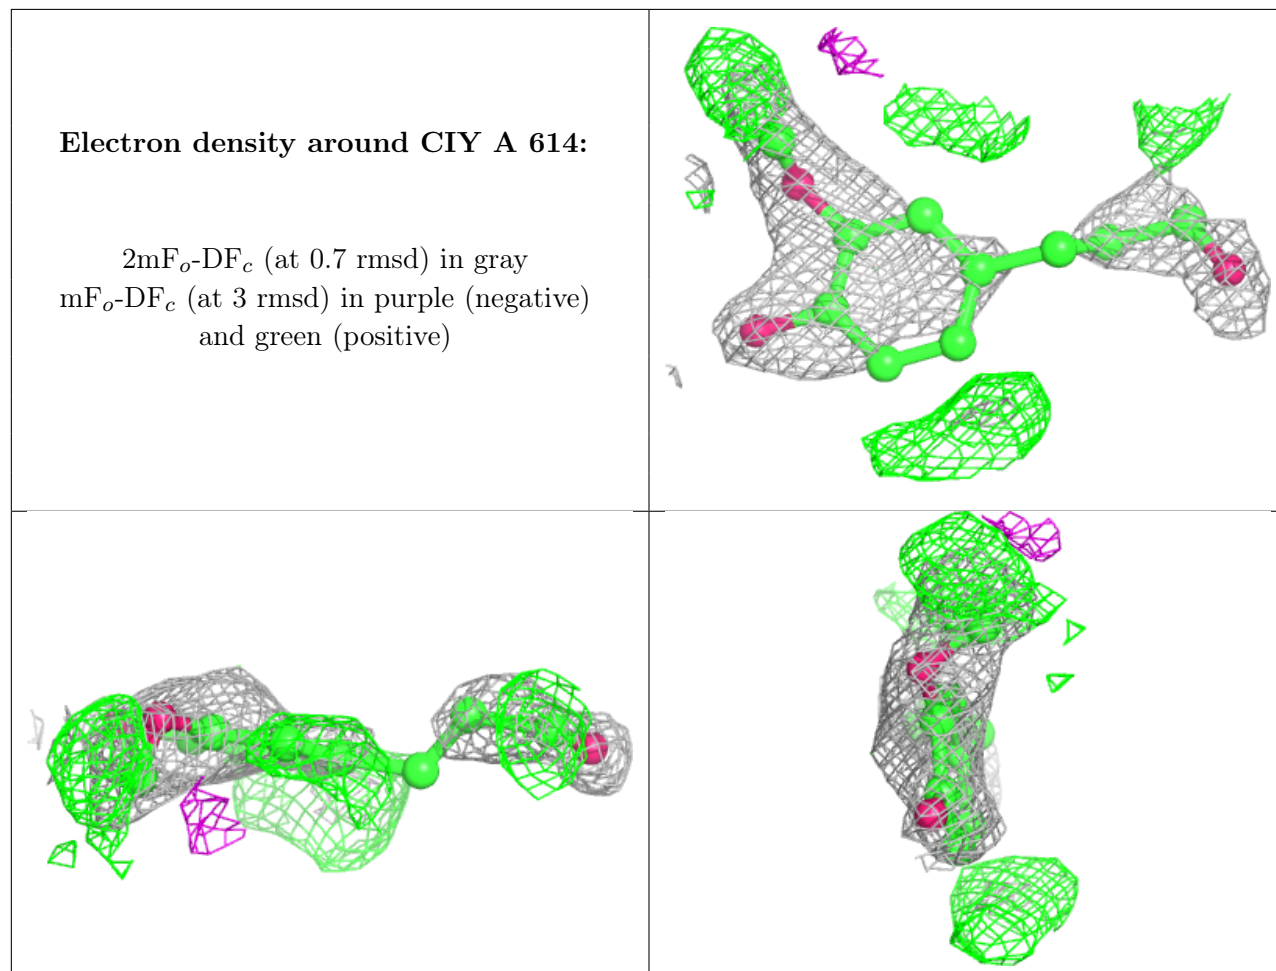 Electron density around CIY A 614:
2mFo-DFc (at 0.7 rmsd) in gray
mFo-DFc (at 3 rmsd) in purple (negative)
and green (positive)